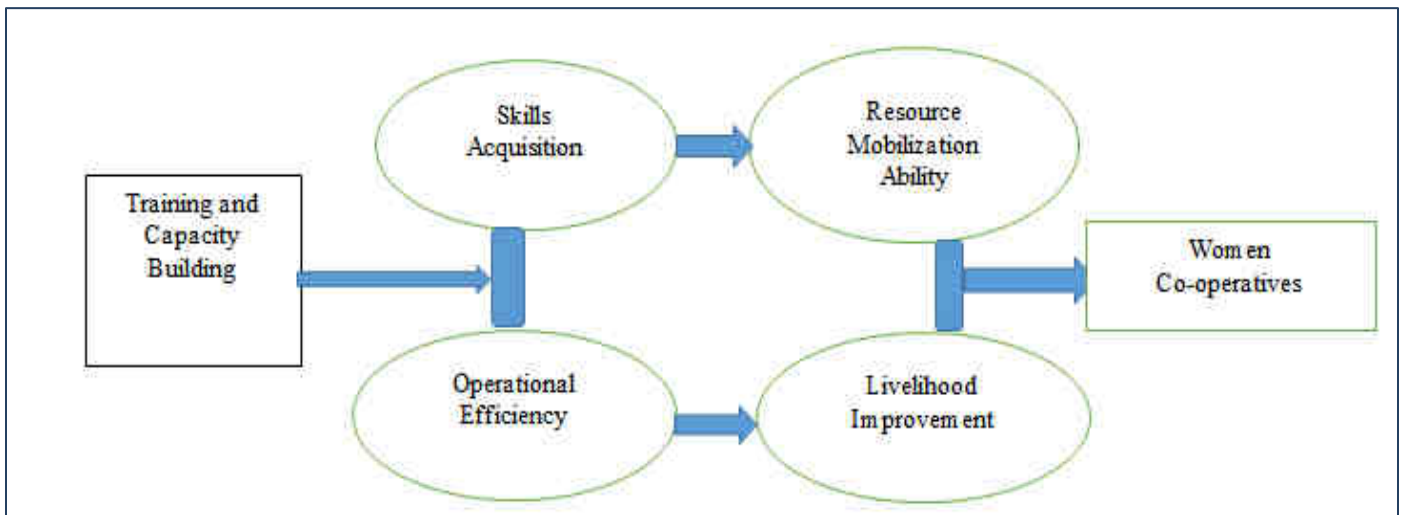 Training and
Capacity
Building
Skills
Acquisition
Operational
Efficiency
Resource
Mobilization
Ability
Livelihood
Improvement
Women
Co-operatives